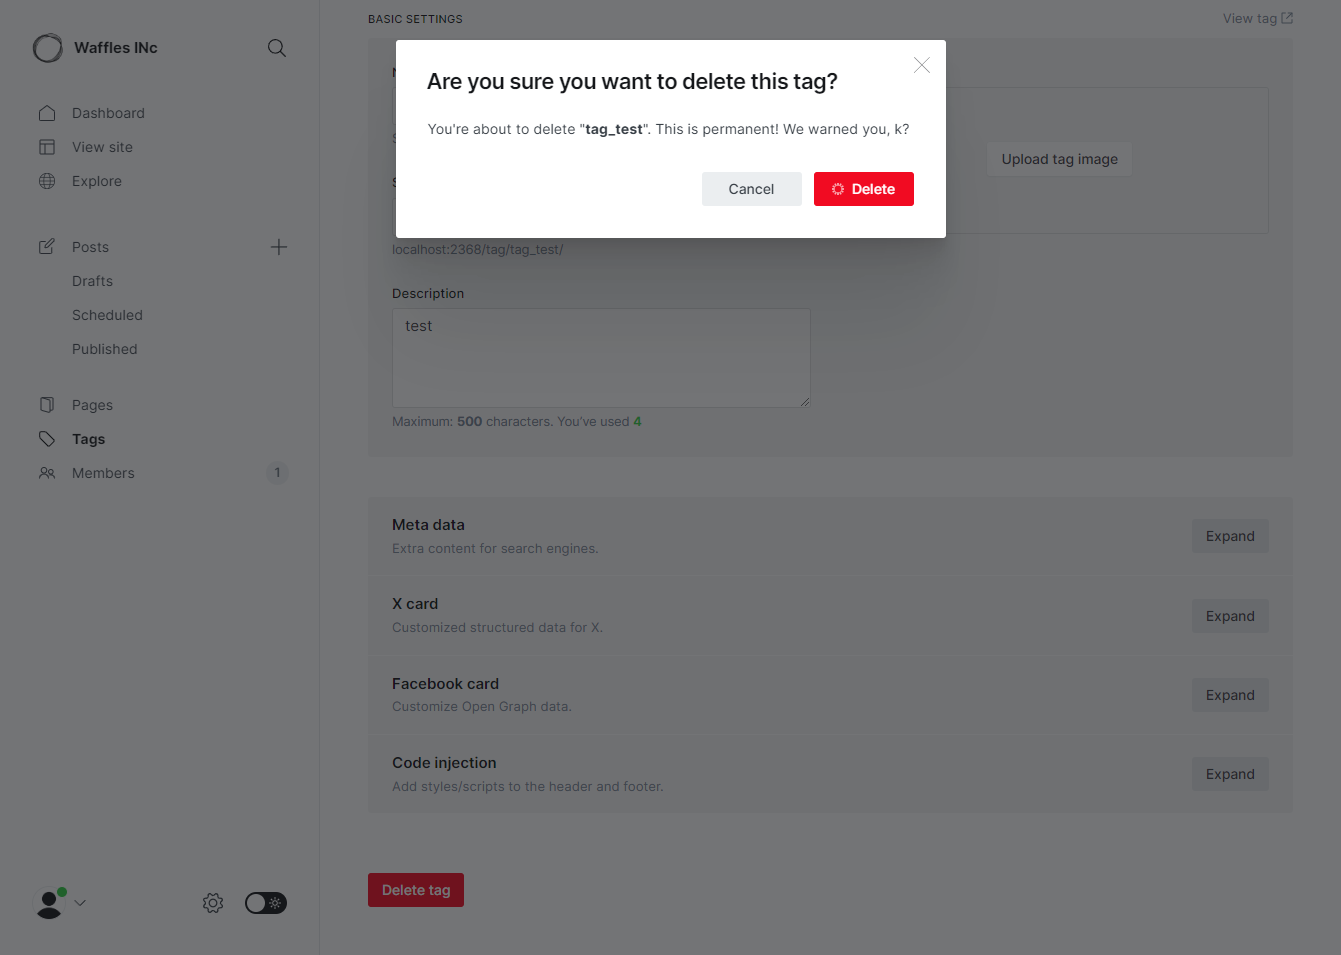 Waffles INc
Dashboard
View site
Explore
Posts
Drafts
Scheduled
Published
Pages
Tags
Members
1
BASIC SETTINGS
View tag
Are you sure you want to delete this tag?
You're about to delete "tag_test". This is permanent! We warned you, k?
Cancel
Delete
Upload tag image
localhost:2368/tag/tag_test/
Description
test
Maximum: 500 characters. You've used 4
Meta data
Extra content for search engines.
Expand
X card
Customized structured data for X.
Expand
Facebook card
Customize Open Graph data.
Expand
Code injection
Add styles/scripts to the header and footer.
Expand
Delete tag